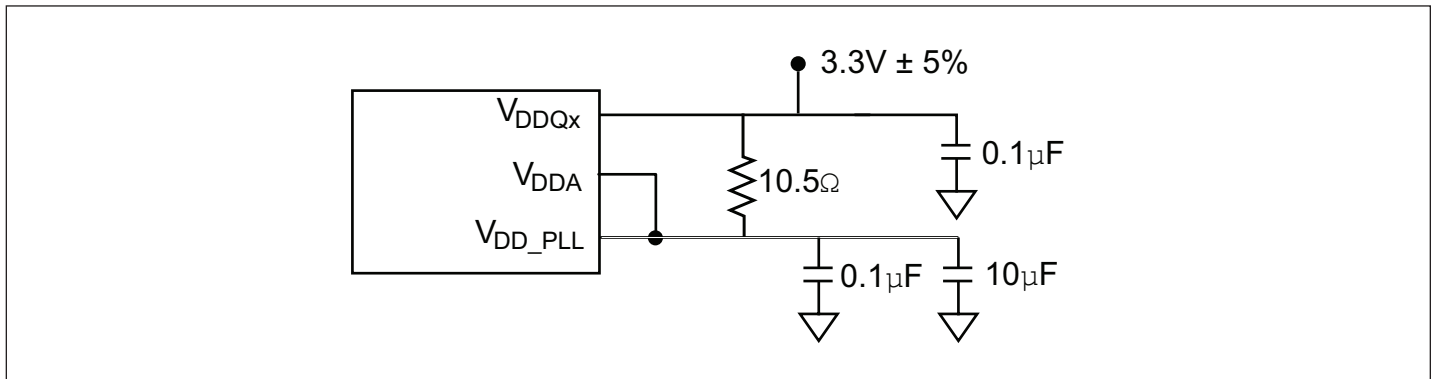 3.3V ± 5%
VDDQx
0.1µF
VDDA
10.5Ω
VDD_PLL
0.1µF
10µF